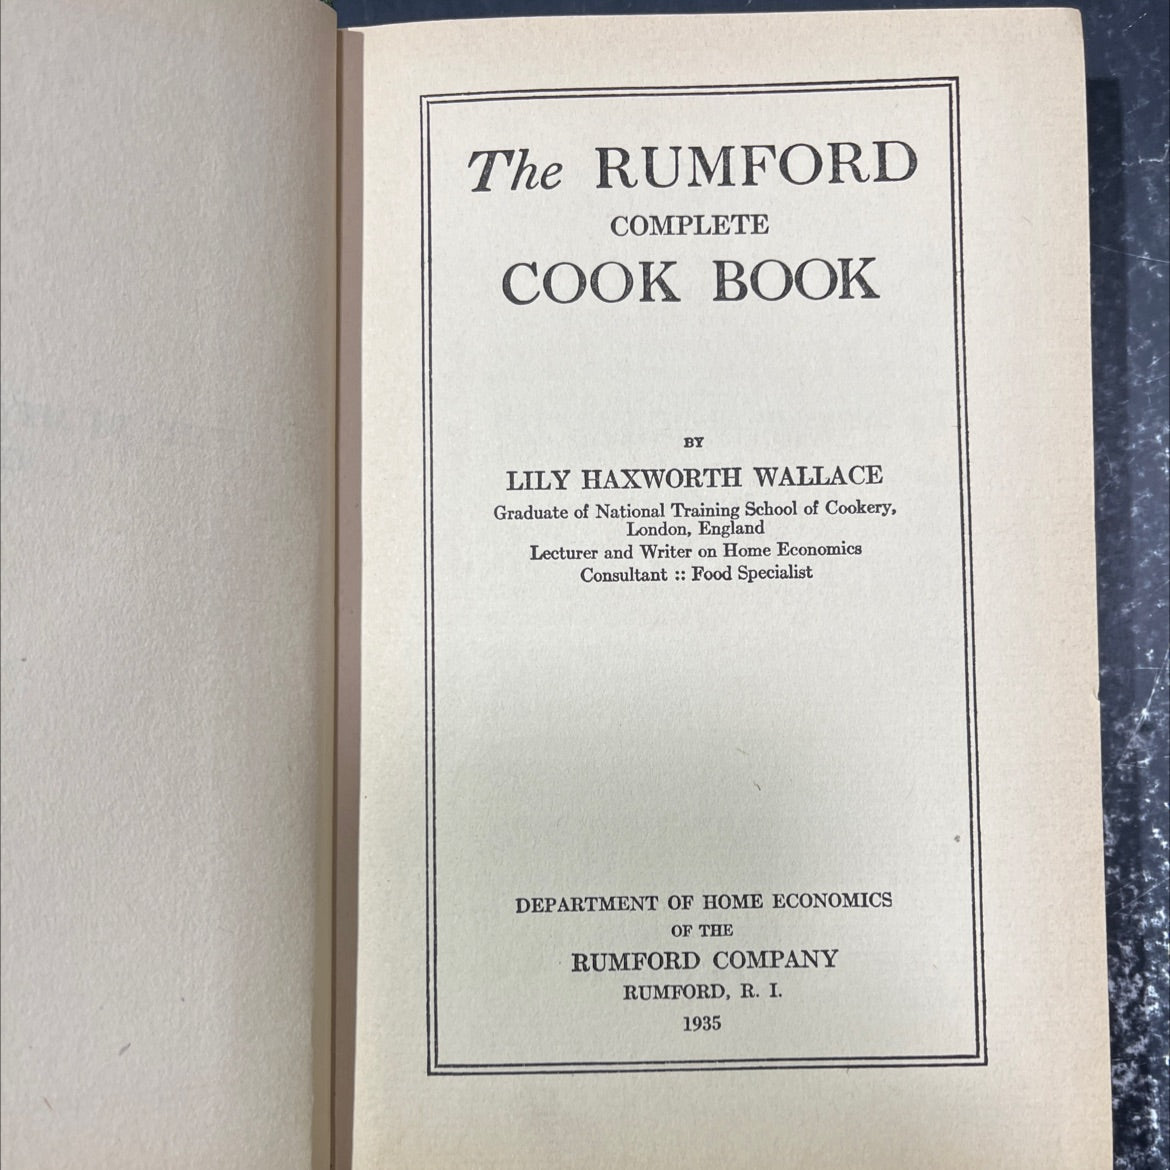 The RUMFORD
COMPLETE
COOK BOOK
BY
LILY HAXWORTH WALLACE
Graduate of National Training School of Cookery,
London, England
Lecturer and Writer on Home Economics
Consultant :: Food Specialist
DEPARTMENT OF HOME ECONOMICS
OF THE
RUMFORD COMPANY
RUMFORD, R. I.
1935